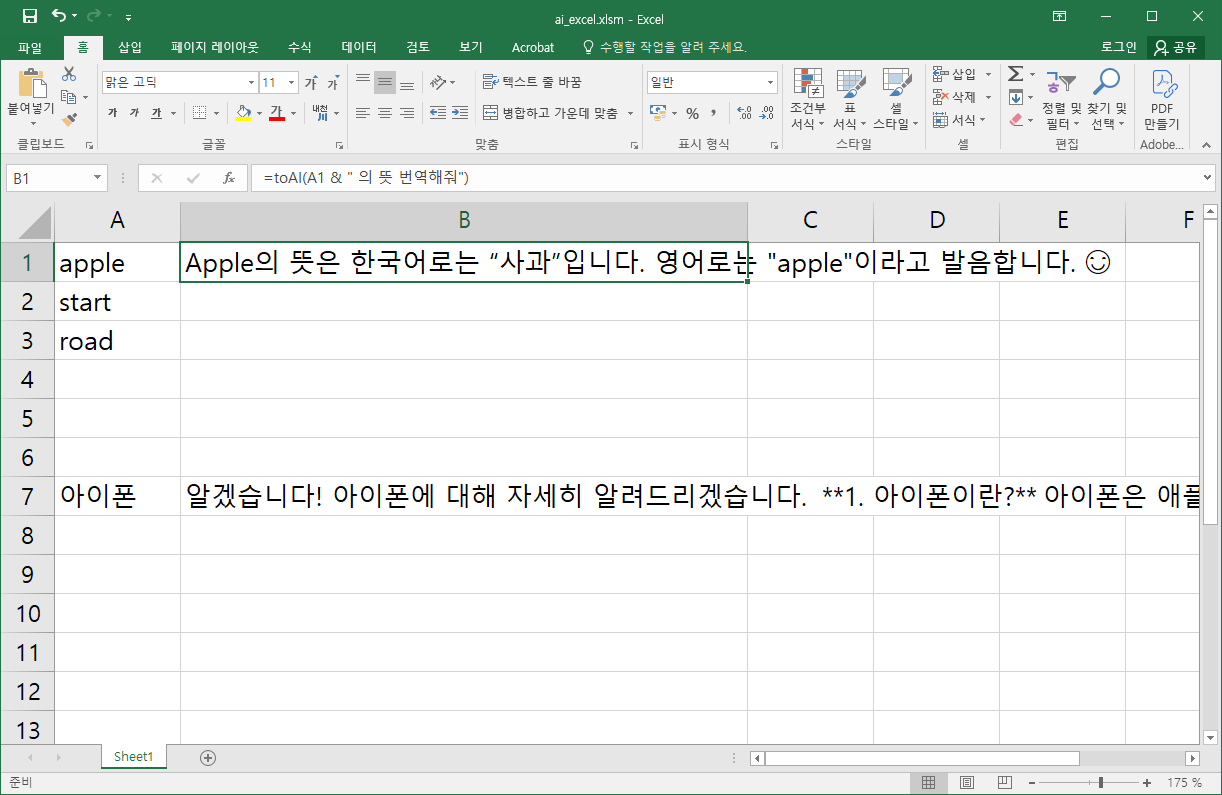 ai_excel.xlsm - Excel
파일 홈 삽입 페이지 레이아웃 수식 데이터 검토 보기 Acrobat 수행할 작업을 알려 주세요. 로그인 공유
붙여넣기
클립보드
맑은 고딕 11 가 가
가 가 가 가 내천 川
글꼴
텍스트 줄 바꿈
병합하고 가운데 맞춤
맞춤
일반
% , .00 .0
표시 형식
조건부 서식
표 서식
셀 스타일
스타일
삽입
삭제
서식
셀
정렬 및 필터
찾기 및 선택
편집
PDF 만들기
Adobe...
B1 fx =toAI(A1 & " 의 뜻 번역해줘")
A B C D E F
1 apple Apple의 뜻은 한국어로는 “사과”입니다. 영어로는 "apple"이라고 발음합니다. ☺
2 start
3 road
4
5
6
7 아이폰 알겠습니다! 아이폰에 대해 자세히 알려드리겠습니다. **1. 아이폰이란?** 아이폰은 애플
8
9
10
11
12
13
Sheet1
준비 175 %